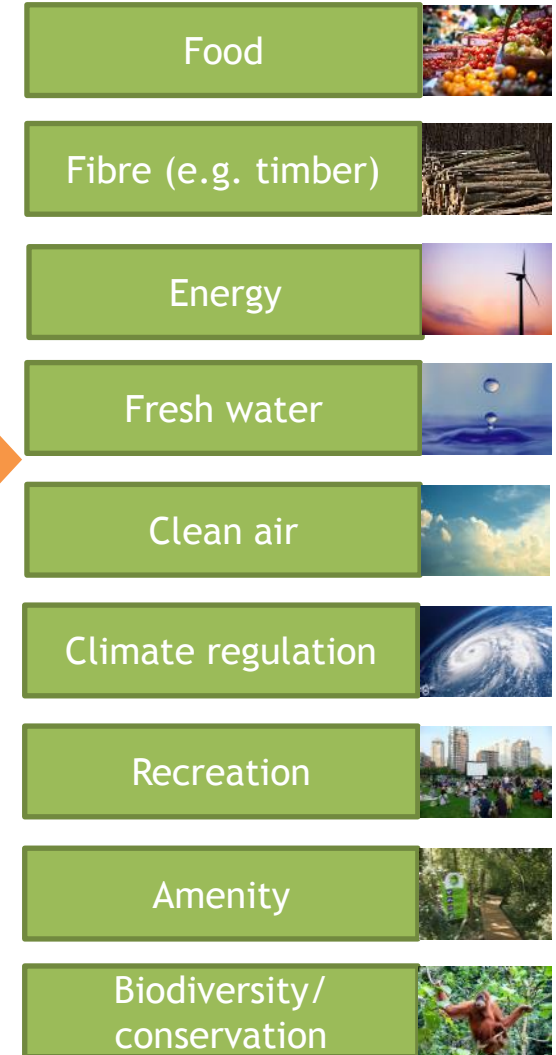 Food
Fibre (e.g. timber)
Energy
Fresh water
Clean air
Climate regulation
Recreation
Amenity
Biodiversity/
conservation